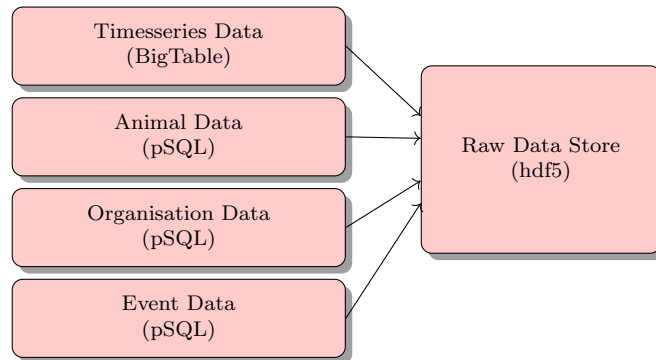 Timesseries Data
(BigTable)
Animal Data
(pSQL)
Organisation Data
(pSQL)
Event Data
(pSQL)
Raw Data Store
(hdf5)